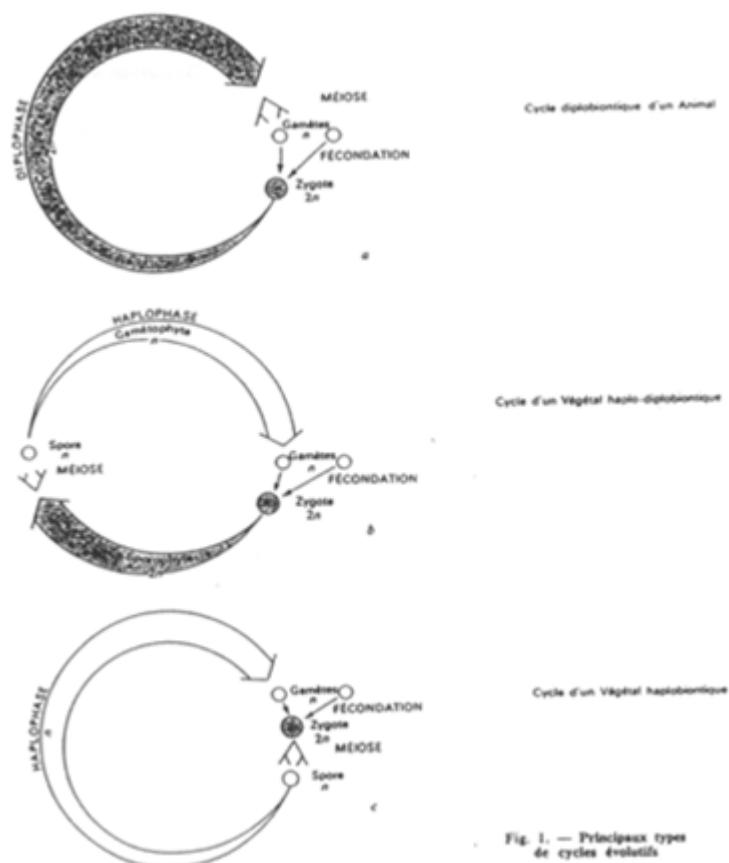 DIPLOPHASE
MÉIOSE
Gamètes
n
FÉCONDATION
Zygote
2n
a
Cycle diplobiontique d'un Animal
HAPLOPHASE
Gamétophyte
n
Spore
n
MÉIOSE
Gamètes
n
FÉCONDATION
Zygote
2n
b
Cycle d'un Végétal haplo-diplobiontique
HAPLOPHASE
n
Gamètes
n
FÉCONDATION
Zygote
2n
MÉIOSE
Spore
n
c
Cycle d'un Végétal haplobiontique
Fig. 1. — Principaux types
de cycles évolutifs